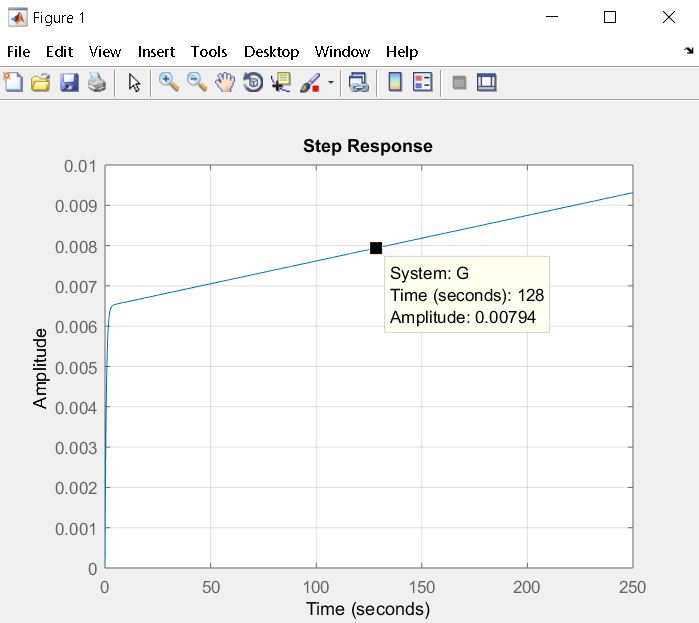 Figure 1
File Edit View Insert Tools Desktop Window Help
Step Response
0.01
0.009
0.008
0.007
0.006
0.005
0.004
0.003
0.002
0.001
0
Amplitude
System: G
Time (seconds): 128
Amplitude: 0.00794
0 50 100 150 200 250
Time (seconds)